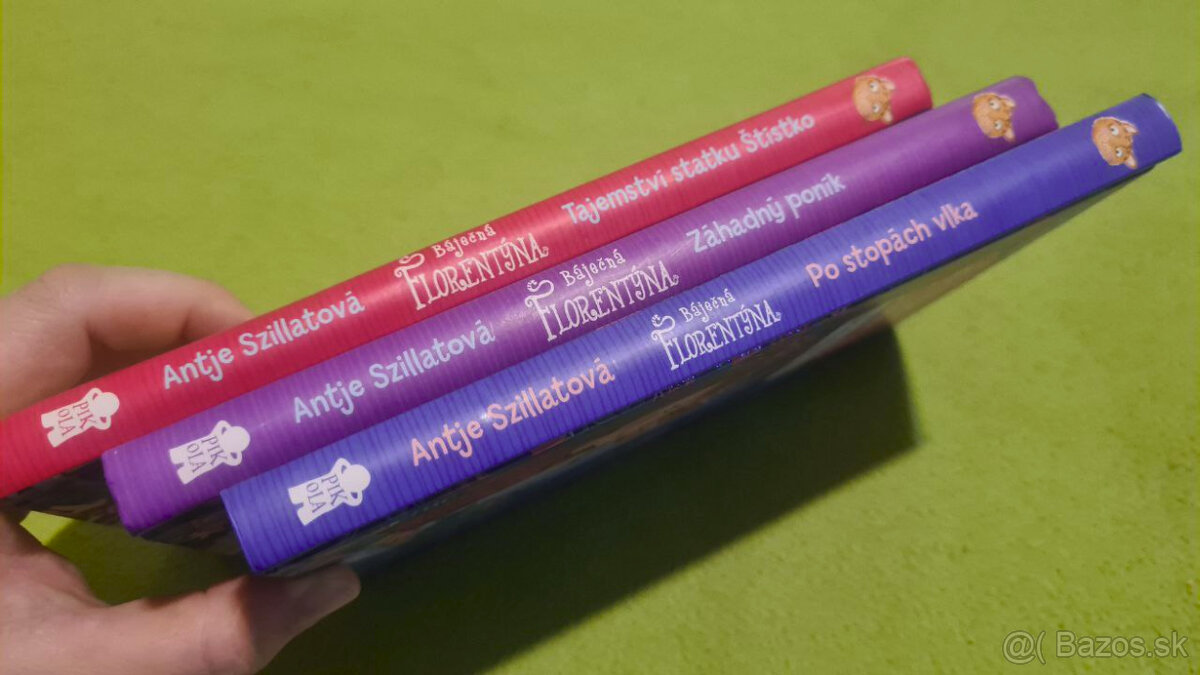 PIK
OLA
Antje Szillatová
Báječná
FLORENTÝNA
Tajemství statku Štístko
PIK
OLA
Antje Szillatová
Báječná
FLORENTÝNA
Záhadný poník
PIK
OLA
Antje Szillatová
Báječná
FLORENTÝNA
Po stopách vlka
@( Bazos.sk